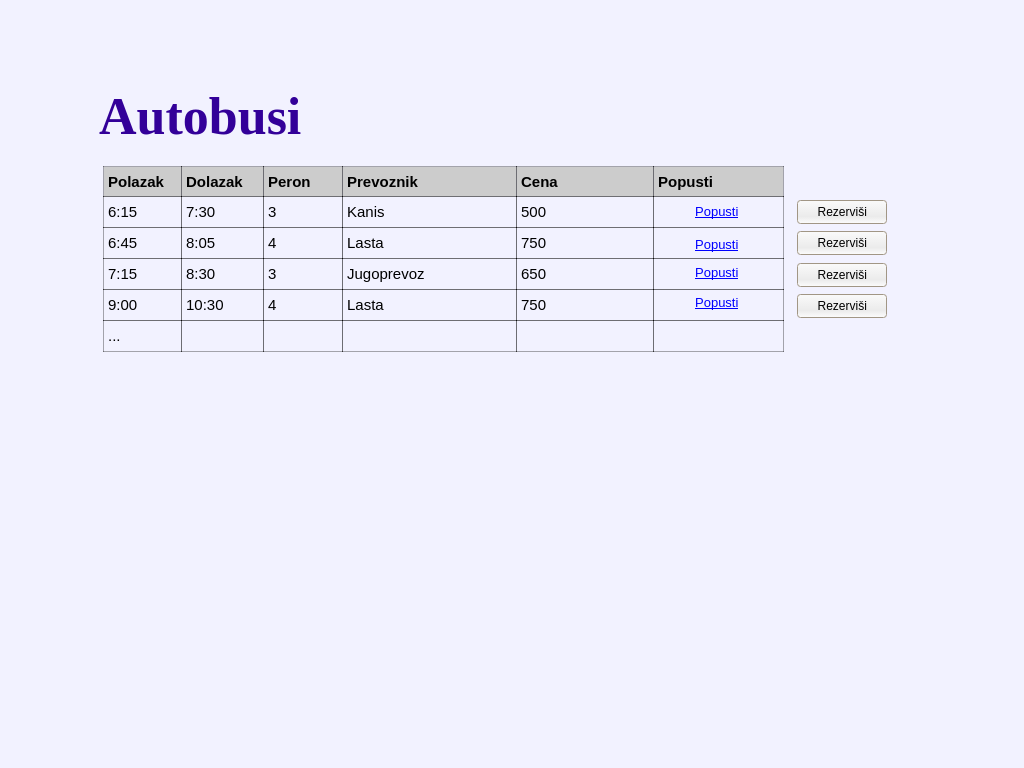 Autobusi
Polazak Dolazak Peron Prevoznik Cena Popusti
6:15 7:30 3 Kanis 500 Popusti Rezerviši
6:45 8:05 4 Lasta 750 Popusti Rezerviši
7:15 8:30 3 Jugoprevoz 650 Popusti Rezerviši
9:00 10:30 4 Lasta 750 Popusti Rezerviši
...